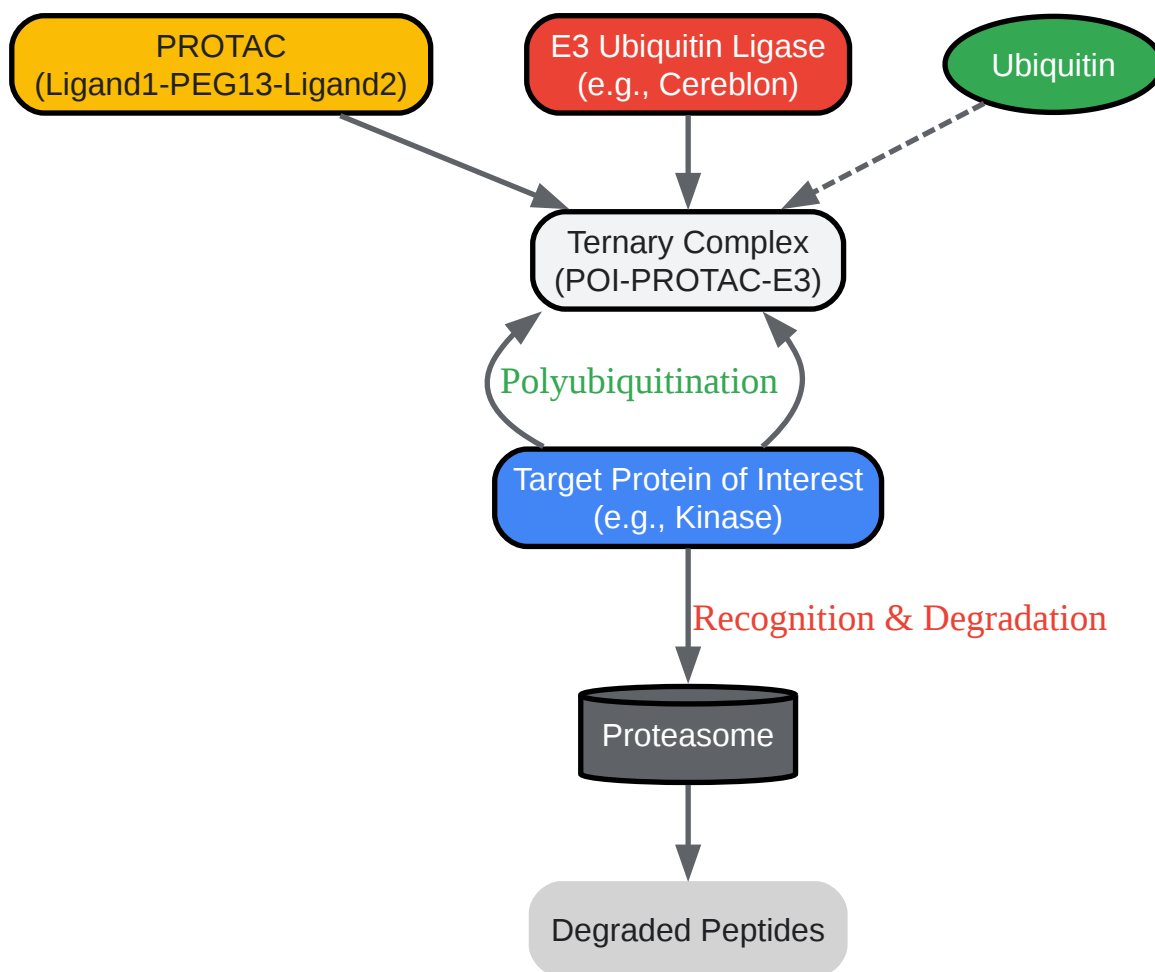 PROTAC
(Ligand1-PEG13-Ligand2)
E3 Ubiquitin Ligase
(e.g., Cereblon)
Ubiquitin
Ternary Complex
(POI-PROTAC-E3)
Polyubiquitination
Target Protein of Interest
(e.g., Kinase)
Recognition & Degradation
Proteasome
Degraded Peptides